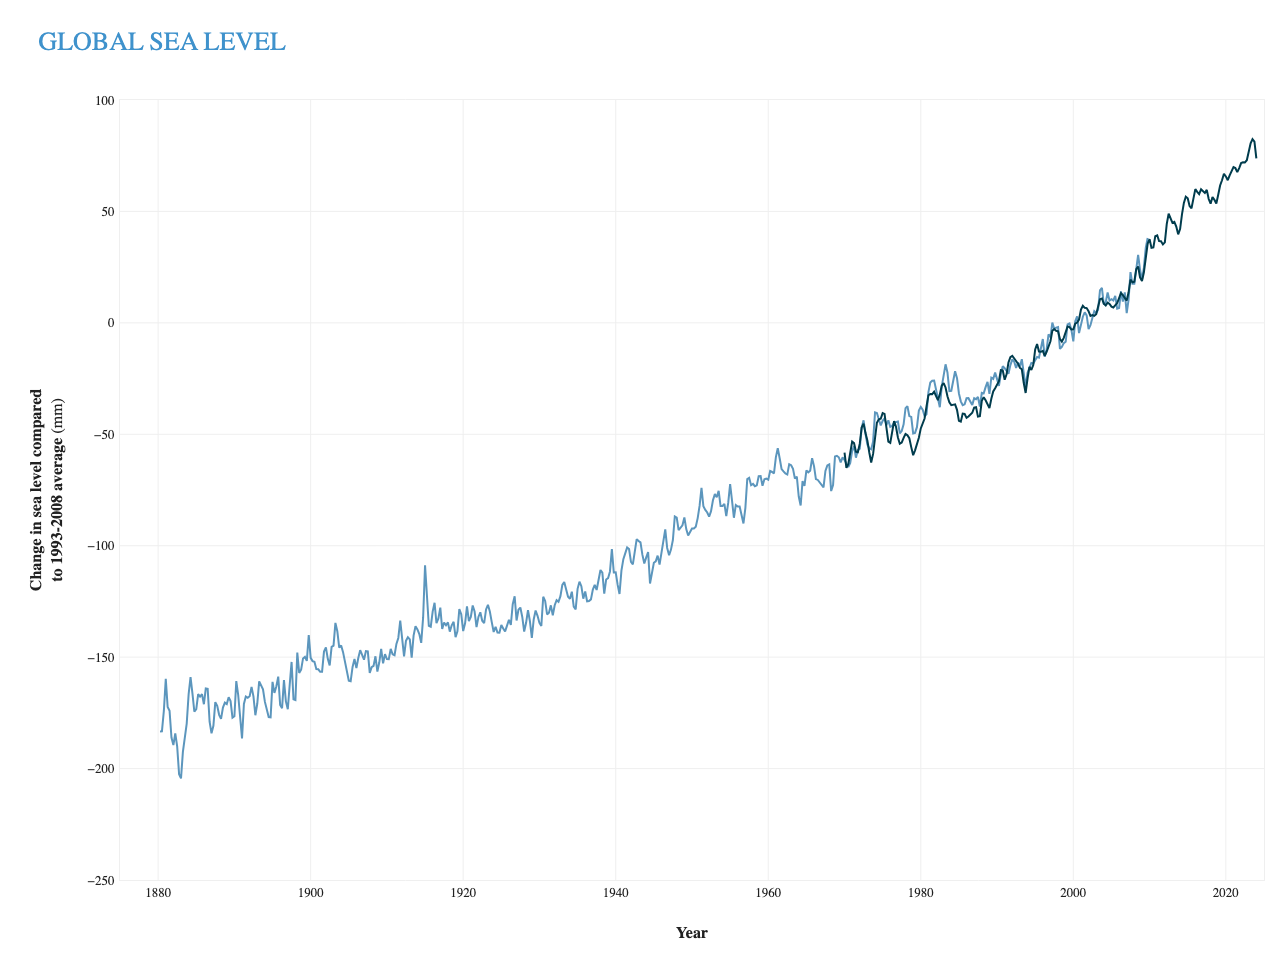 GLOBAL SEA LEVEL
100
50
0
−50
−100
−150
−200
−250
Change in sea level compared
to 1993-2008 average (mm)
1880 1900 1920 1940 1960 1980 2000 2020
Year